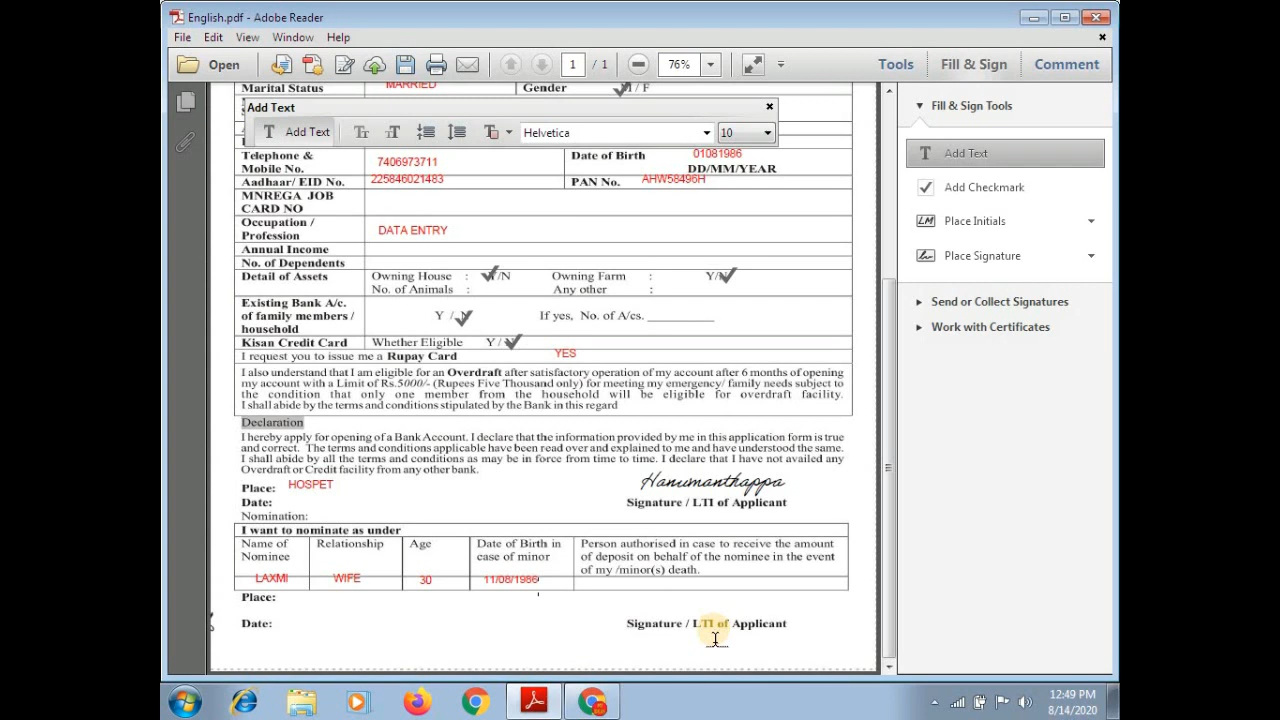 English.pdf - Adobe Reader
File Edit View Window Help
Open 1 / 1 76% Tools Fill & Sign Comment
Marital Status MARRIED Gender / F
Add Text
Add Text Helvetica 10
Telephone & Mobile No. 7406973711 Date of Birth 01081986 DD/MM/YEAR
Aadhaar/ EID No. 225846021483 PAN No. AHW58496H
MNREGA JOB
CARD NO
Occupation /
Profession DATA ENTRY
Annual Income
No. of Dependents
Detail of Assets Owning House : /N Owning Farm : Y/N
No. of Animals : Any other :
Existing Bank A/c.
of family members / Y / If yes, No. of A/cs. __________
household
Kisan Credit Card Whether Eligible Y / N
I request you to issue me a Rupay Card YES
I also understand that I am eligible for an Overdraft after satisfactory operation of my account after 6 months of opening
my account with a Limit of Rs.5000/- (Rupees Five Thousand only) for meeting my emergency/ family needs subject to
the condition that only one member from the household will be eligible for overdraft facility.
I shall abide by the terms and conditions stipulated by the Bank in this regard
Declaration
I hereby apply for opening of a Bank Account. I declare that the information provided by me in this application form is true
and correct. The terms and conditions applicable have been read over and explained to me and have understood the same.
I shall abide by all the terms and conditions as may be in force from time to time. I declare that I have not availed any
Overdraft or Credit facility from any other bank.
Place: HOSPET Hanumanthappa
Date: Signature / LTI of Applicant
Nomination:
I want to nominate as under
Name of Relationship Age Date of Birth in Person authorised in case to receive the amount
Nominee case of minor of deposit on behalf of the nominee in the event
of my /minor(s) death.
LAXMI WIFE 30 11/08/1986
Place:
Date: Signature / LTI of Applicant
Fill & Sign Tools
Add Text
Add Checkmark
Place Initials
Place Signature
Send or Collect Signatures
Work with Certificates
12:49 PM
8/14/2020